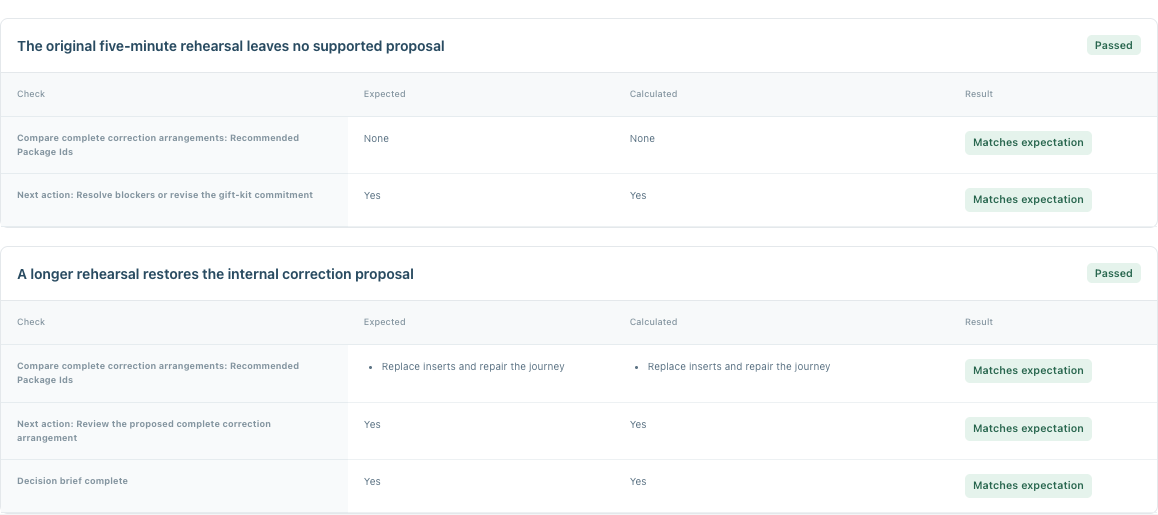 The original five-minute rehearsal leaves no supported proposal
Passed
Check Expected Calculated Result
Compare complete correction arrangements: Recommended
Package Ids
None None Matches expectation
Next action: Resolve blockers or revise the gift-kit commitment Yes Yes Matches expectation
A longer rehearsal restores the internal correction proposal
Passed
Check Expected Calculated Result
Compare complete correction arrangements: Recommended
Package Ids
• Replace inserts and repair the journey • Replace inserts and repair the journey Matches expectation
Next action: Review the proposed complete correction
arrangement
Yes Yes Matches expectation
Decision brief complete Yes Yes Matches expectation